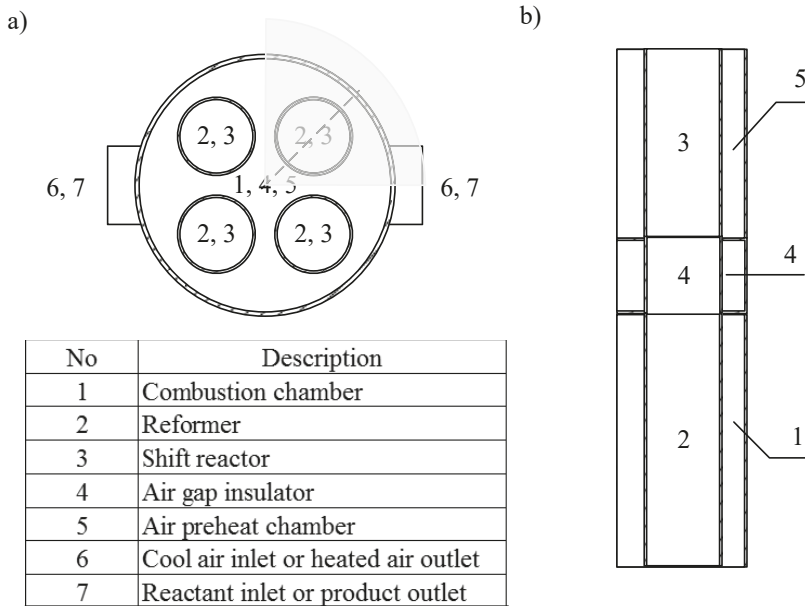 a)
b)
2, 3
2, 3
6, 7
1, 4, 5
6, 7
2, 3
2, 3
5
3
4
4
2
1
No Description
1 Combustion chamber
2 Reformer
3 Shift reactor
4 Air gap insulator
5 Air preheat chamber
6 Cool air inlet or heated air outlet
7 Reactant inlet or product outlet